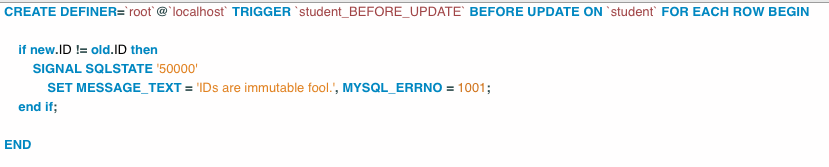 CREATE DEFINER=`root`@`localhost` TRIGGER `student_BEFORE_UPDATE` BEFORE UPDATE ON `student` FOR EACH ROW BEGIN
if new.ID != old.ID then
SIGNAL SQLSTATE '50000'
SET MESSAGE_TEXT = 'IDs are immutable fool.', MYSQL_ERRNO = 1001;
end if;
END